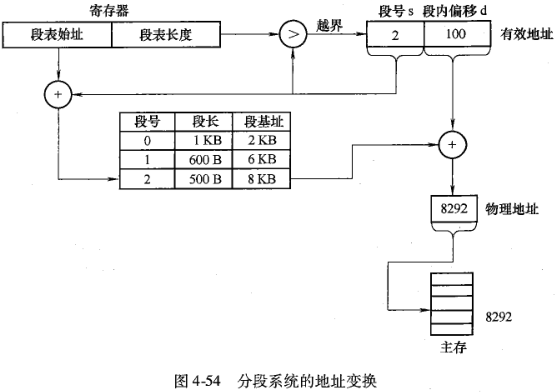 寄存器
段号 s 段内偏移 d
段表始址 段表长度
>
越界
2 100
有效地址
+
段号 段长 段基址
0 1 KB 2 KB
1 600 B 6 KB
2 500 B 8 KB
+
8292
物理地址
8292
主存
图 4-54 分段系统的地址变换